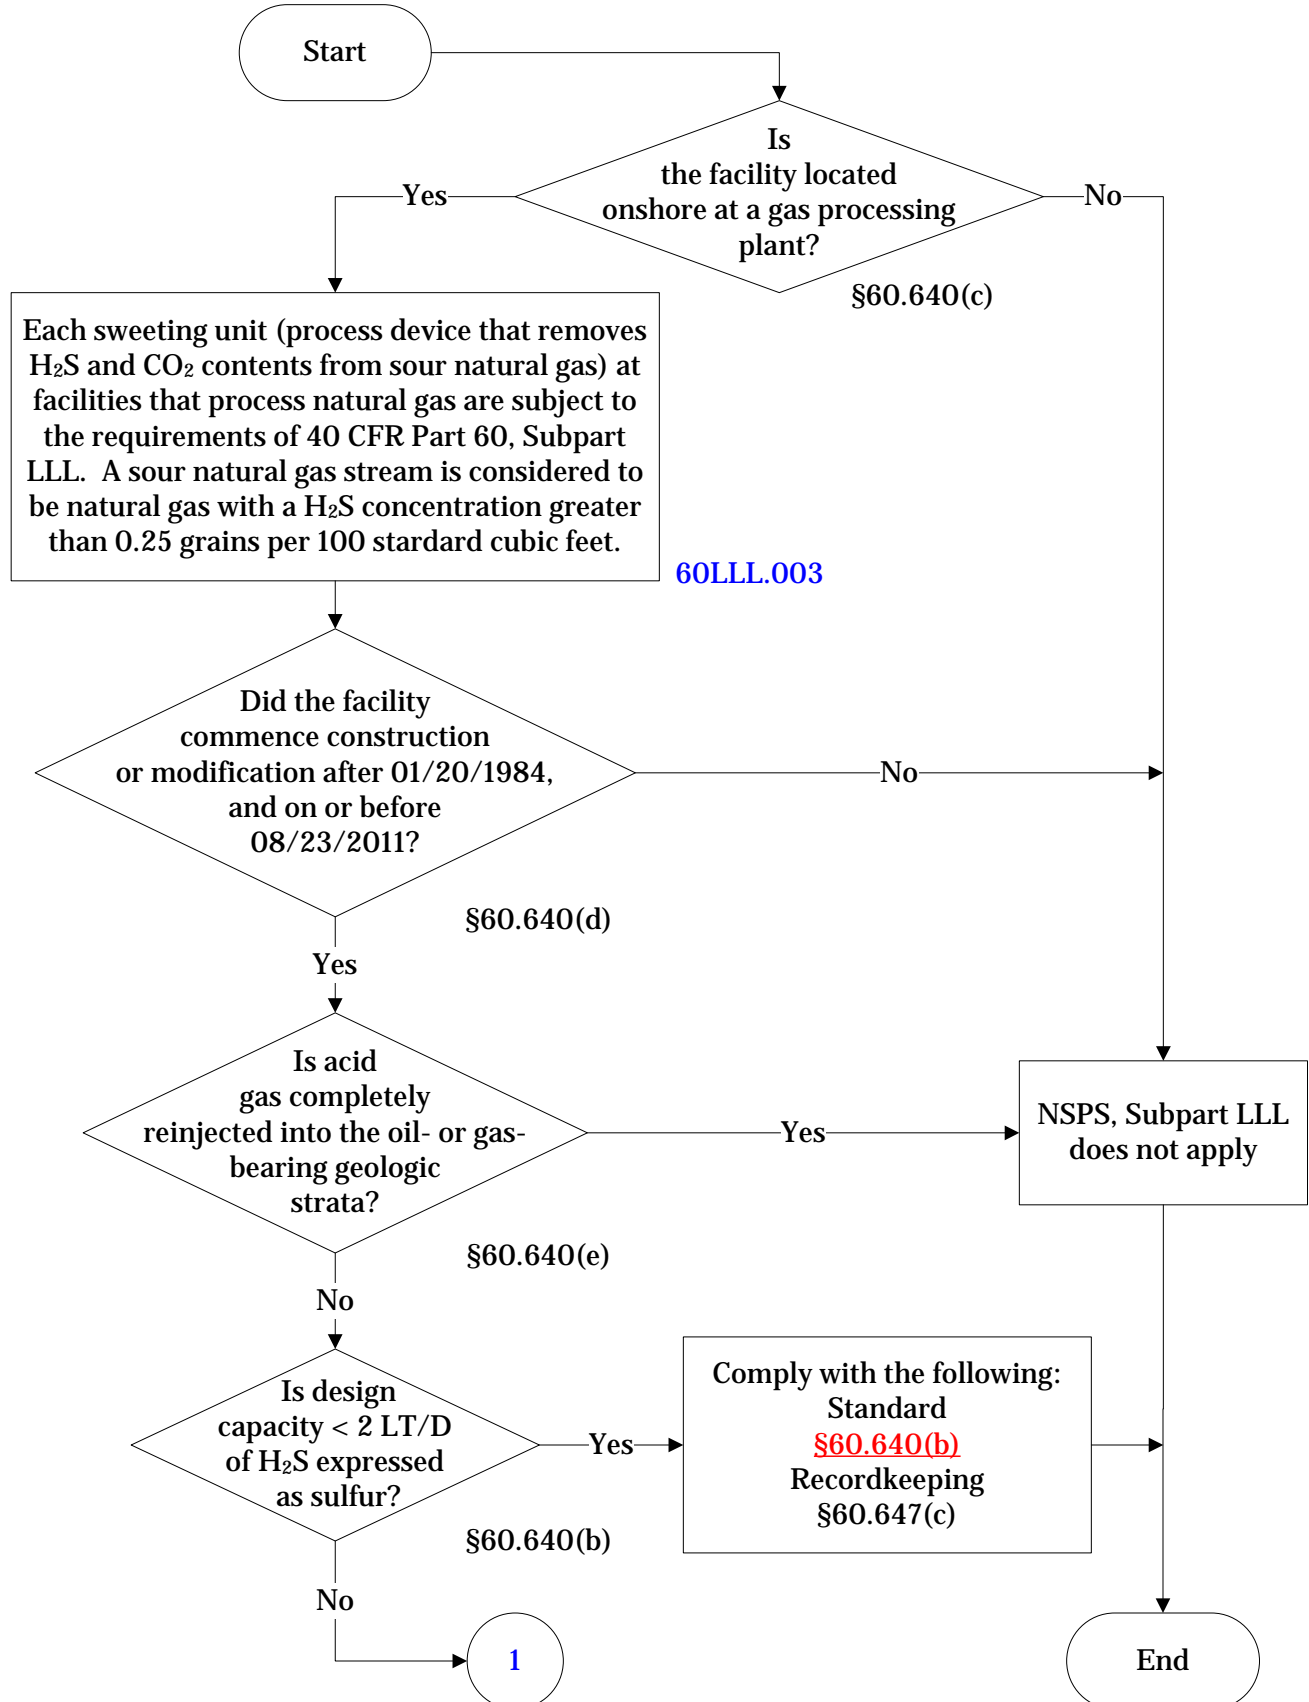 Start
Is
the facility located
onshore at a gas processing
plant?
Yes
No
§60.640(c)
Each sweeting unit (process device that removes
H₂S and CO₂ contents from sour natural gas) at
facilities that process natural gas are subject to
the requirements of 40 CFR Part 60, Subpart
LLL. A sour natural gas stream is considered to
be natural gas with a H₂S concentration greater
than 0.25 grains per 100 stardard cubic feet.
60LLL.003
Did the facility
commence construction
or modification after 01/20/1984,
and on or before
08/23/2011?
No
§60.640(d)
Yes
Is acid
gas completely
reinjected into the oil- or gas-
bearing geologic
strata?
Yes
NSPS, Subpart LLL
does not apply
§60.640(e)
No
Is design
capacity < 2 LT/D
of H₂S expressed
as sulfur?
Yes
Comply with the following:
Standard
§60.640(b)
Recordkeeping
§60.647(c)
§60.640(b)
No
1
End